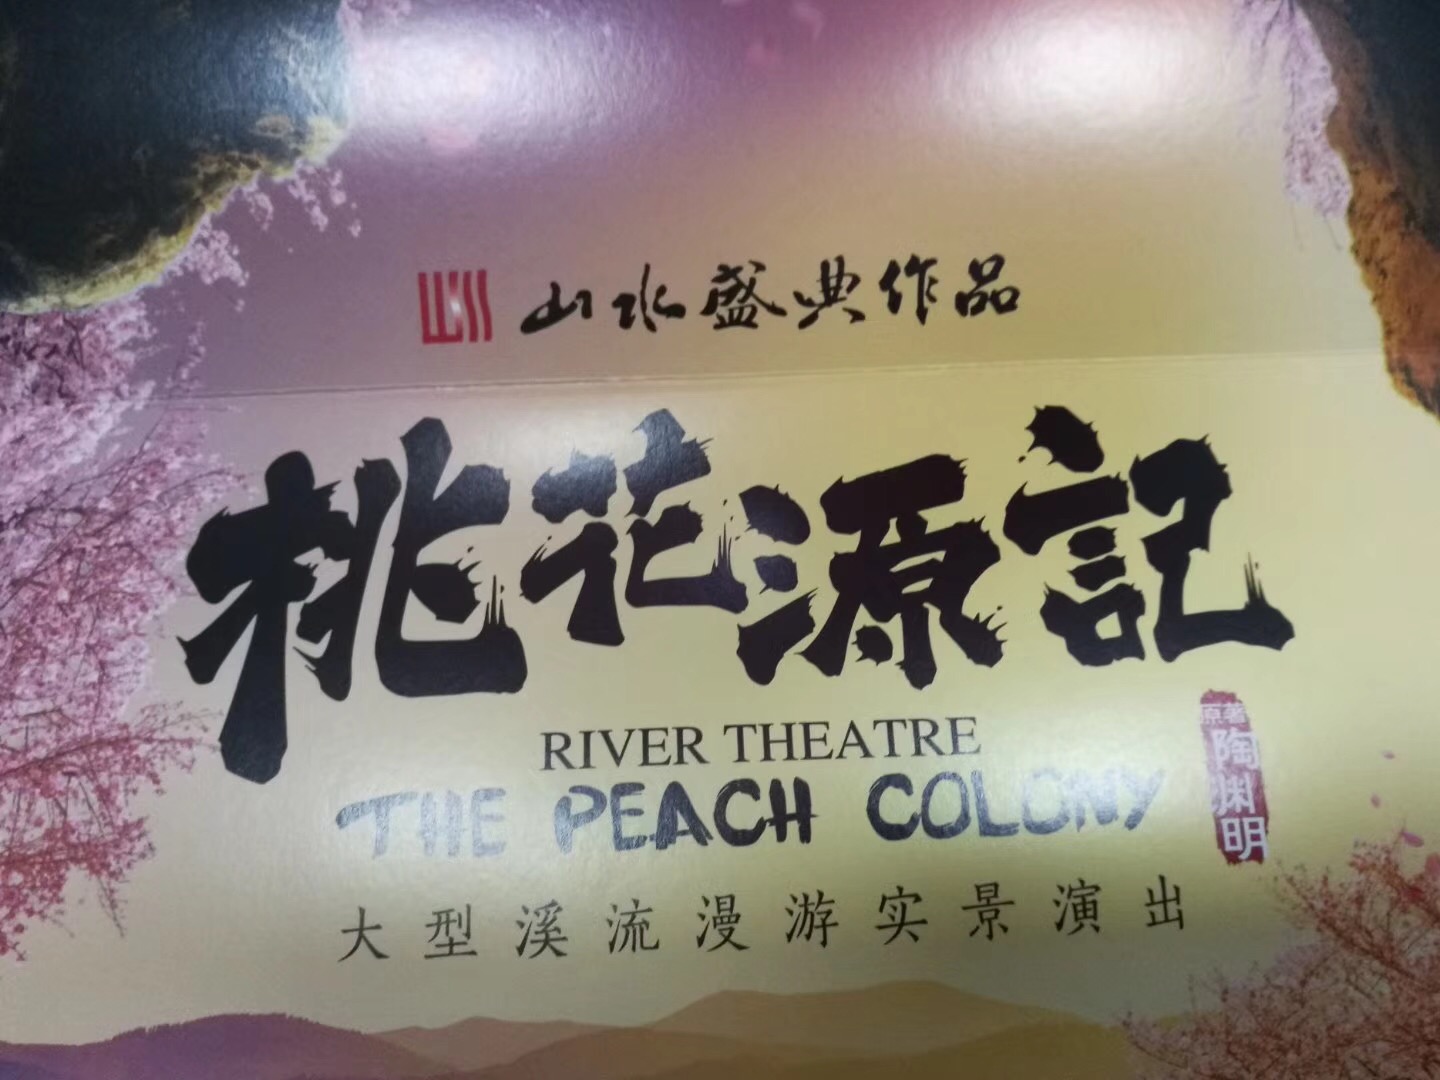 山水盛典作品
桃花源記
RIVER THEATRE
THE PEACH COLONY
原著
陶渊明
大型溪流漫游实景演出